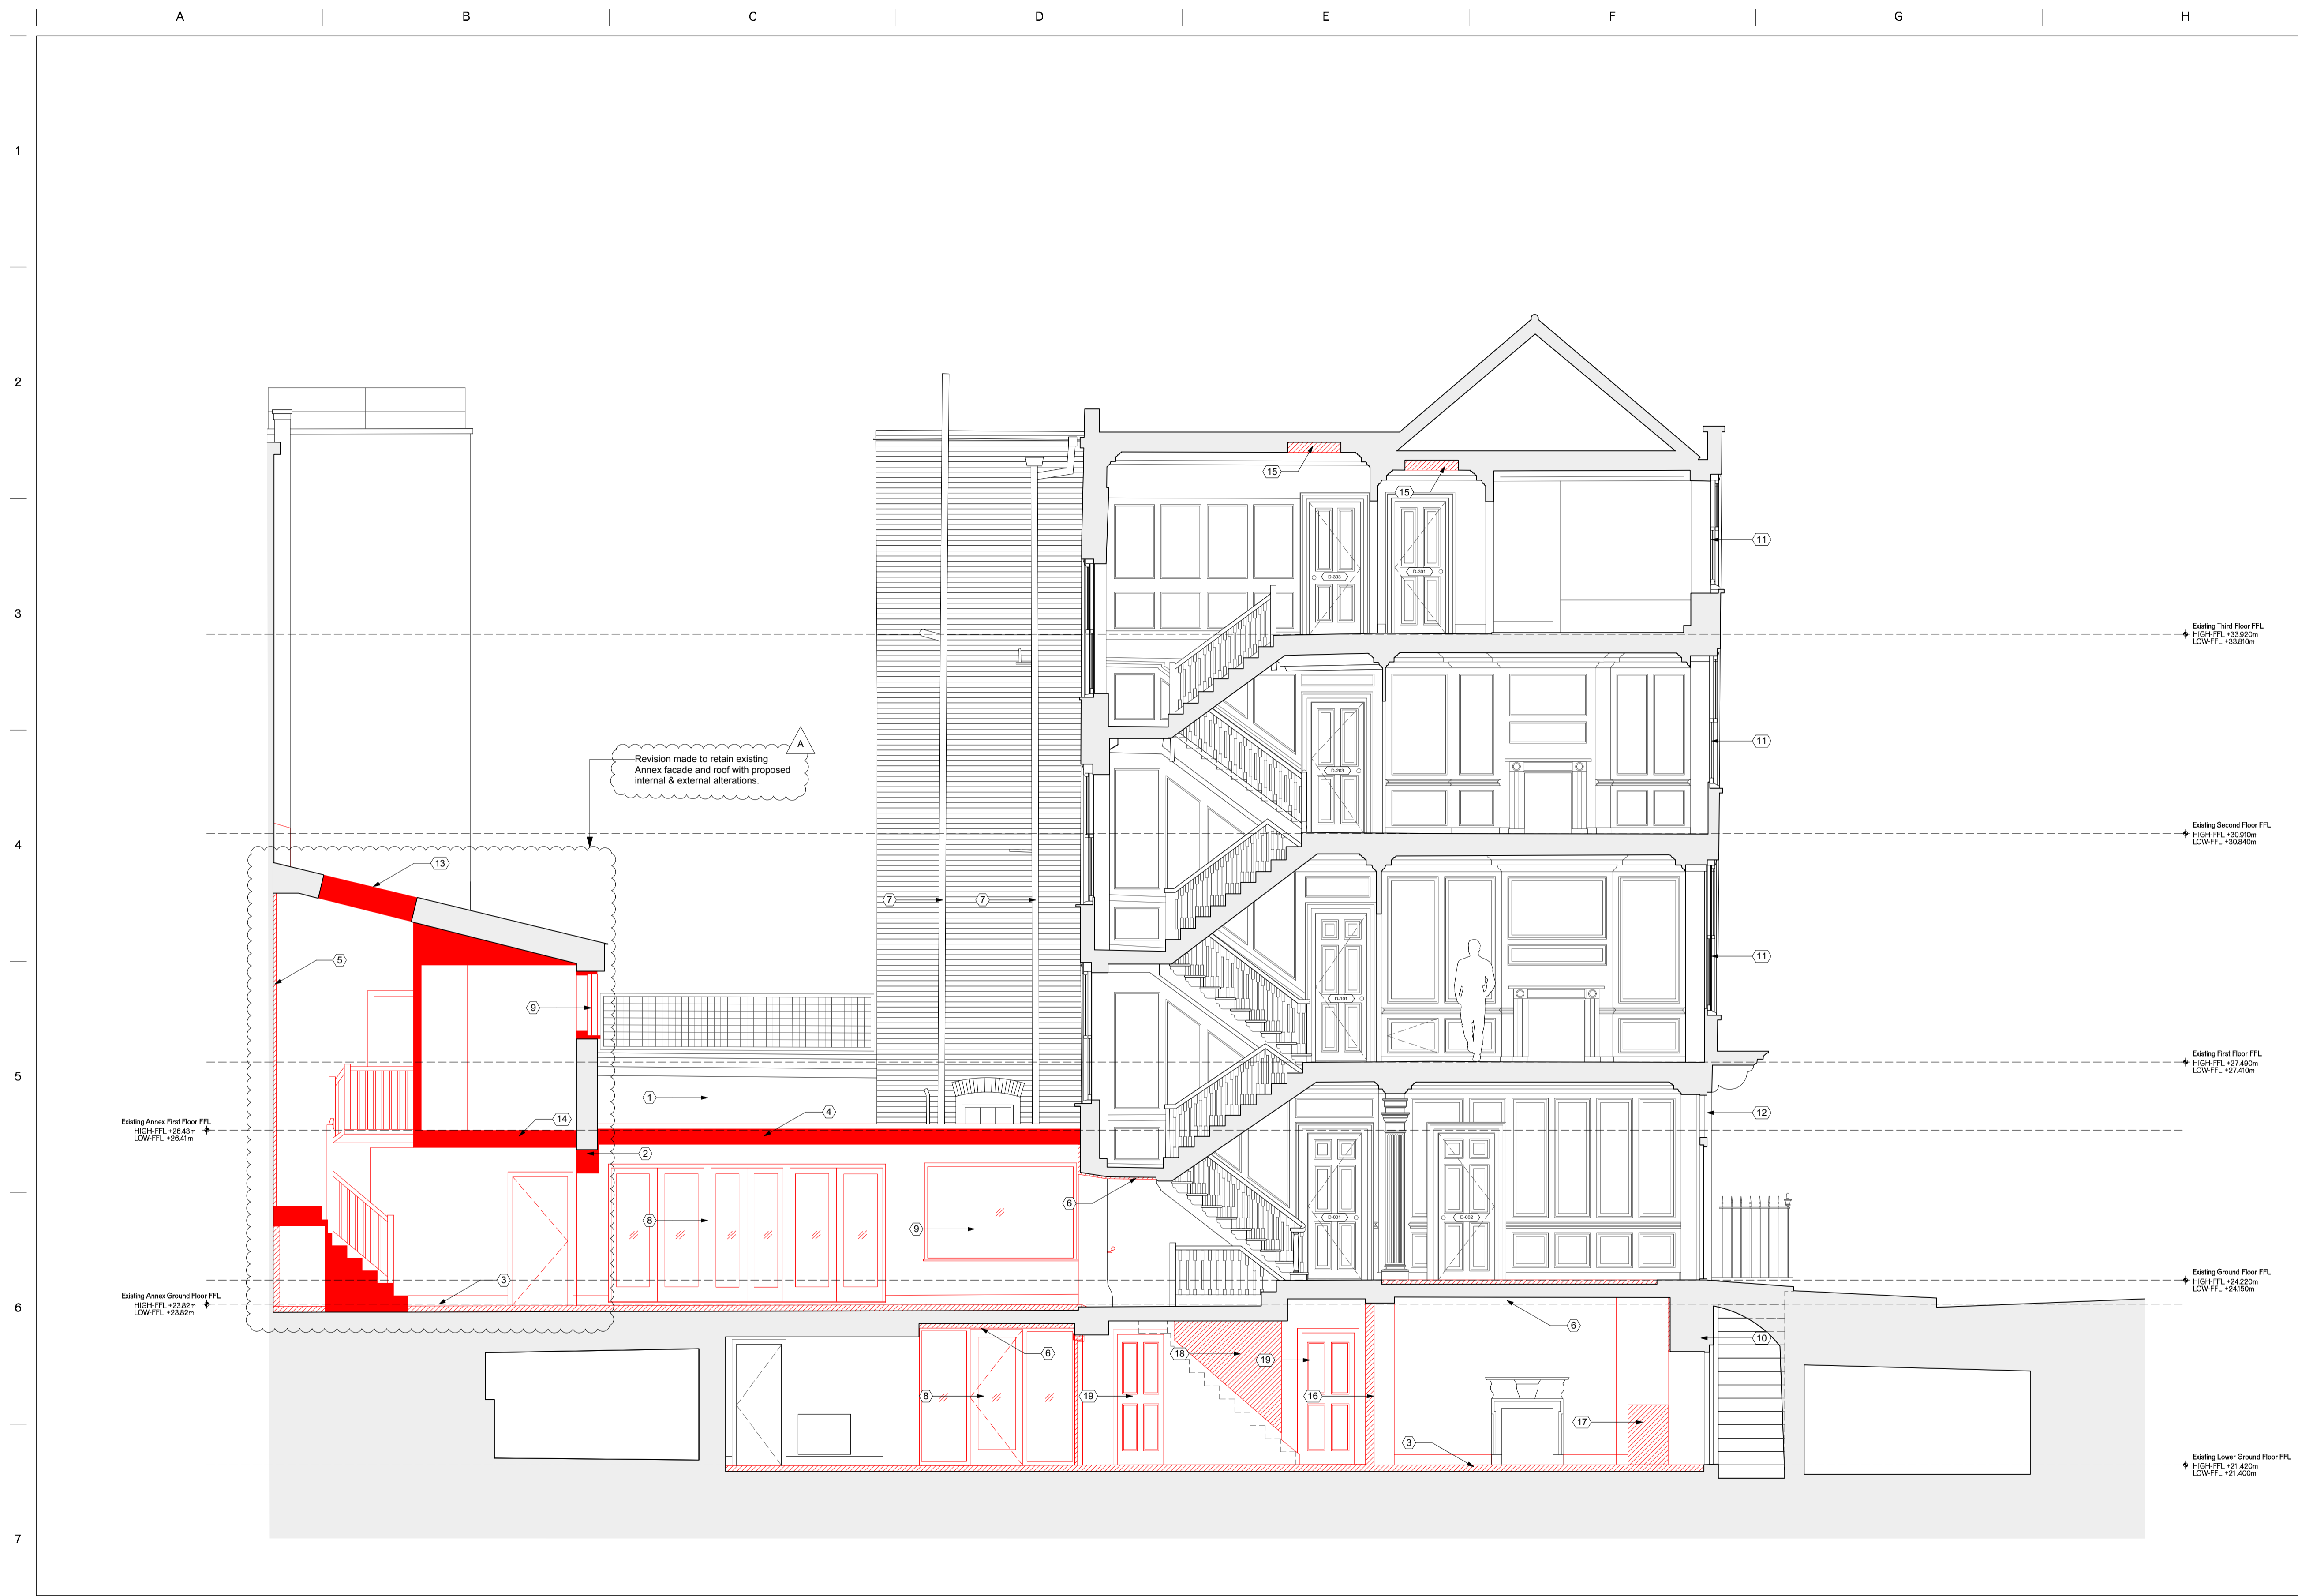 A B C D E F G H
1
2
15
15
11
D-303
D-301
3
Existing Third Floor FFL
HIGH-FFL +33.920m
LOW-FFL +33.810m
A
Revision made to retain existing
Annex facade and roof with proposed
internal & external alterations.
11
D-203
4
Existing Second Floor FFL
HIGH-FFL +30.910m
LOW-FFL +30.840m
13
7
7
5
11
9
D-101
5
Existing First Floor FFL
HIGH-FFL +27.490m
LOW-FFL +27.410m
1
4
14
12
Existing Annex First Floor FFL
HIGH-FFL +26.43m
LOW-FFL +26.41m
2
6
8
9
D-001
D-002
3
Existing Ground Floor FFL
HIGH-FFL +24.220m
LOW-FFL +24.150m
Existing Annex Ground Floor FFL
HIGH-FFL +23.82m
LOW-FFL +23.82m
6
6
10
6
18
19
8
19
16
17
3
Existing Lower Ground Floor FFL
HIGH-FFL +21.420m
LOW-FFL +21.400m
7